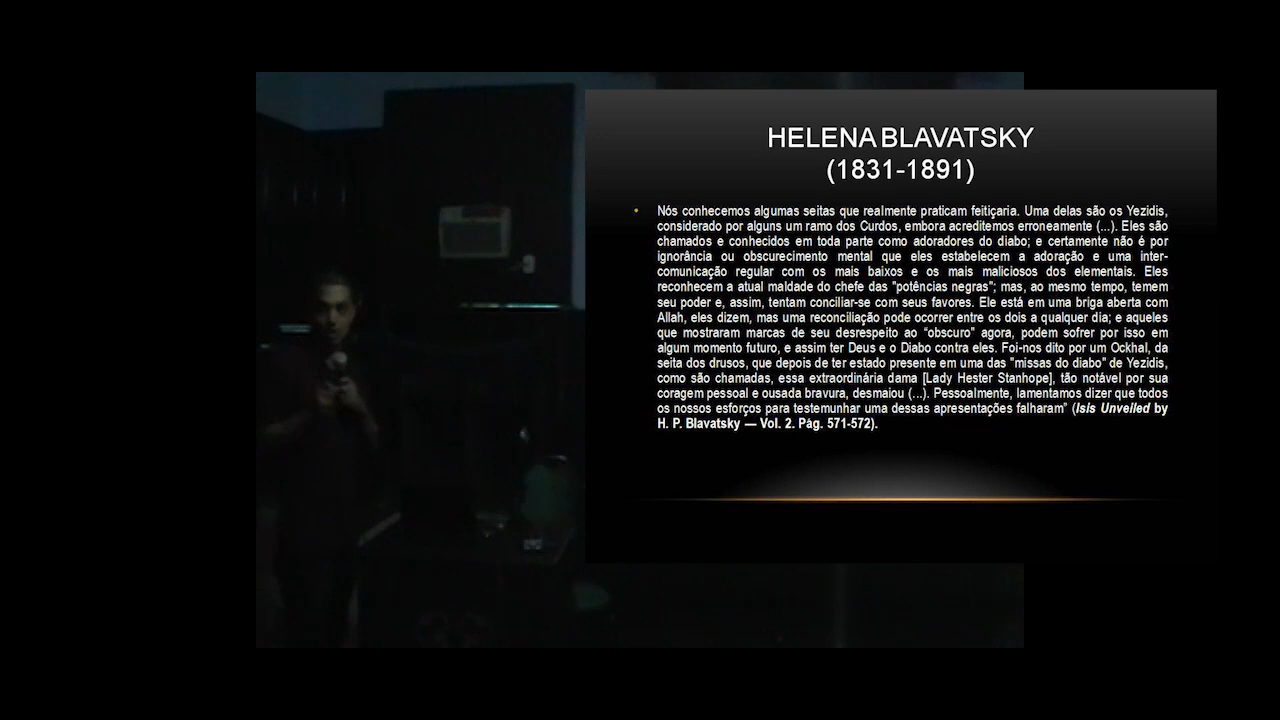 HELENA BLAVATSKY
(1831-1891)
• Nós conhecemos algumas seitas que realmente praticam feitiçaria. Uma delas são os Yezidis,
considerado por alguns um ramo dos Curdos, embora acreditemos erroneamente (...). Eles são
chamados e conhecidos em toda parte como adoradores do diabo; e certamente não é por
ignorância ou obscurecimento mental que eles estabelecem a adoração e uma inter-
comunicação regular com os mais baixos e os mais maliciosos dos elementais. Eles
reconhecem a atual maldade do chefe das "potências negras"; mas, ao mesmo tempo, temem
seu poder e, assim, tentam conciliar-se com seus favores. Ele está em uma briga aberta com
Allah, eles dizem, mas uma reconciliação pode ocorrer entre os dois a qualquer dia; e aqueles
que mostraram marcas de seu desrespeito ao “obscuro” agora, podem sofrer por isso em
algum momento futuro, e assim ter Deus e o Diabo contra eles. Foi-nos dito por um Ockhal, da
seita dos drusos, que depois de ter estado presente em uma das "missas do diabo" de Yezidis,
como são chamadas, essa extraordinária dama [Lady Hester Stanhope], tão notável por sua
coragem pessoal e ousada bravura, desmaiou (...). Pessoalmente, lamentamos dizer que todos
os nossos esforços para testemunhar uma dessas apresentações falharam” (Isis Unveiled by
H. P. Blavatsky — Vol. 2. Pág. 571-572).